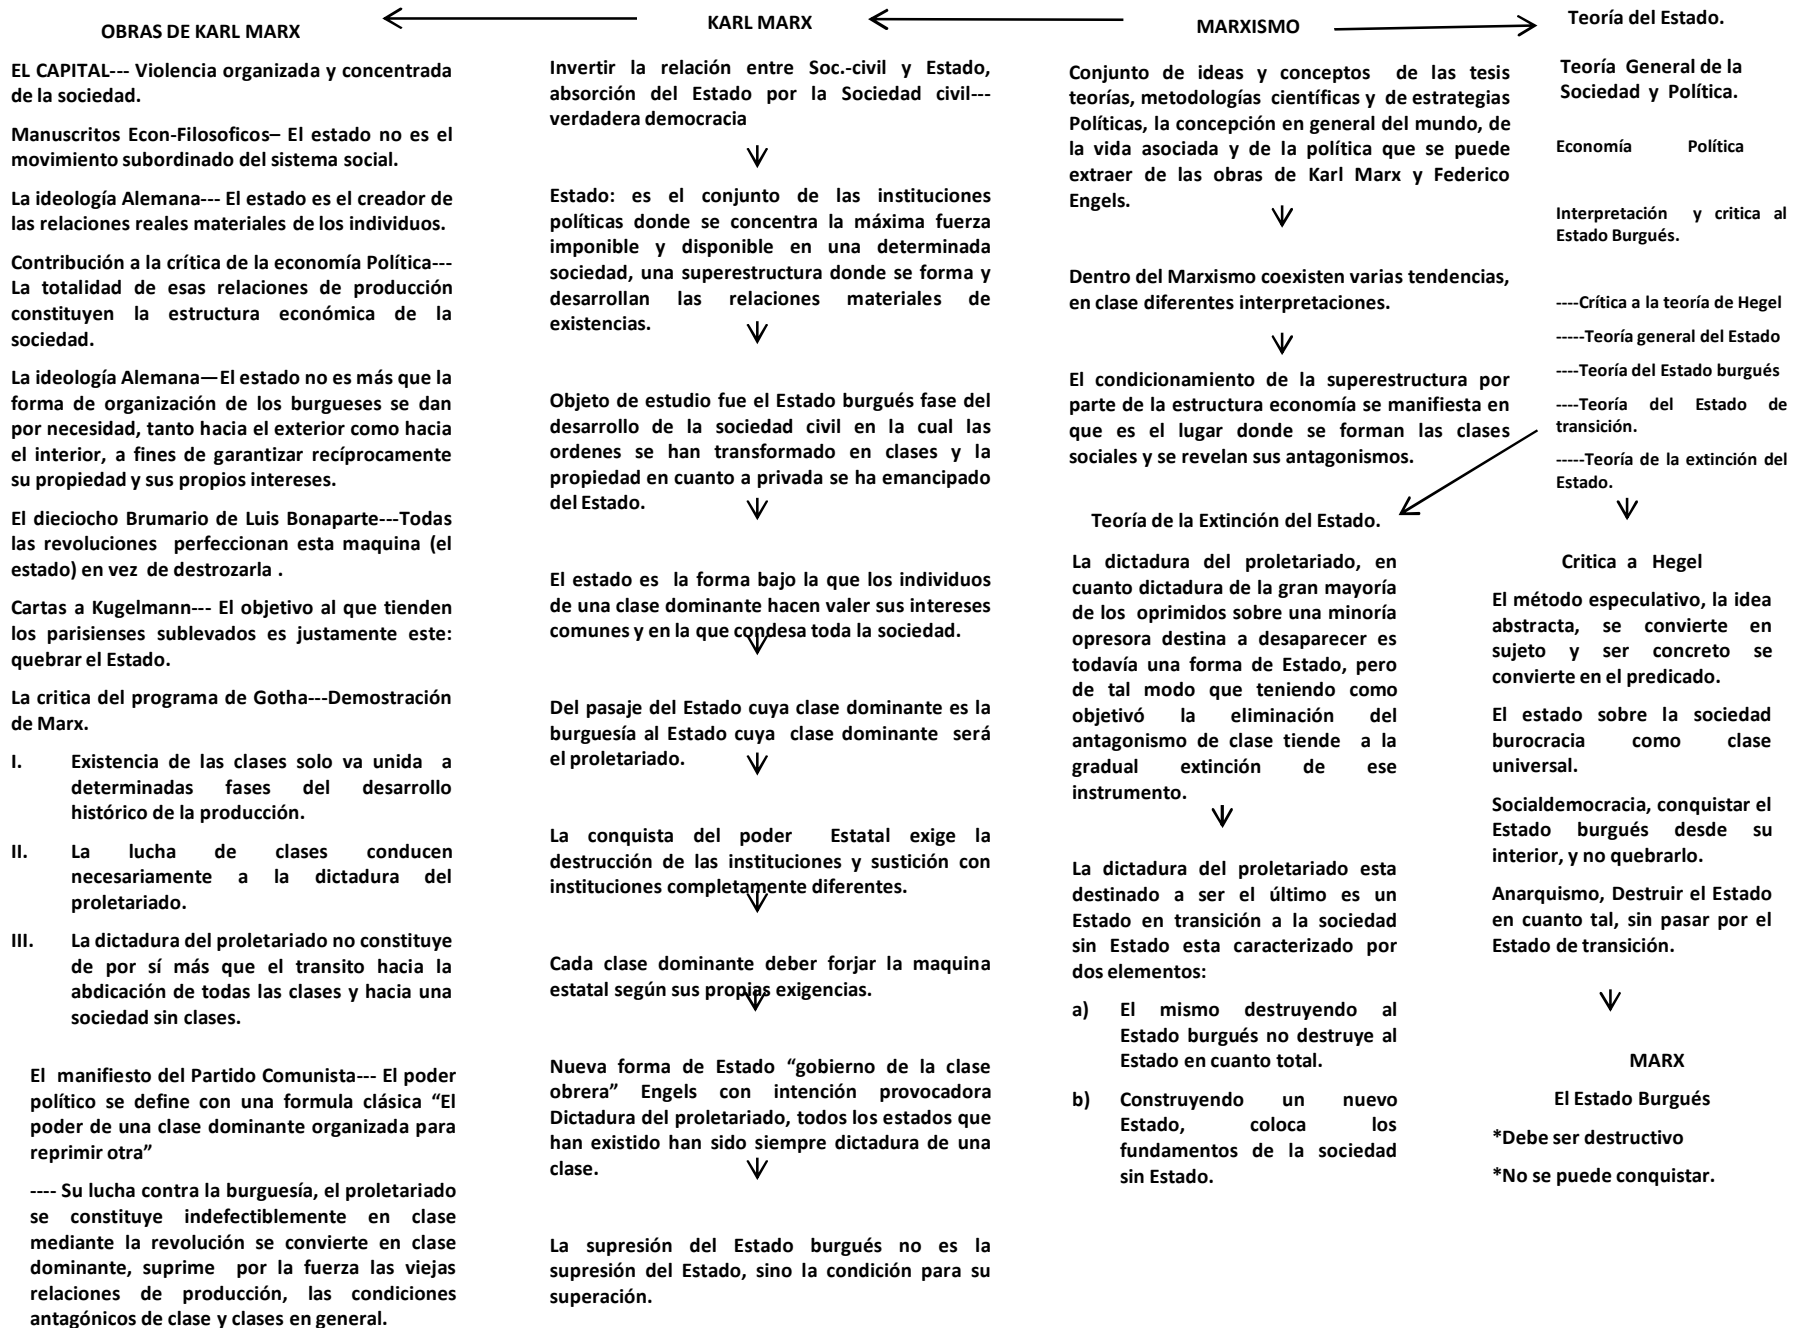 OBRAS DE KARL MARX
EL CAPITAL--- Violencia organizada y concentrada
de la sociedad.
Manuscritos Econ-Filosoficos– El estado no es el
movimiento subordinado del sistema social.
La ideología Alemana--- El estado es el creador de
las relaciones reales materiales de los individuos.
Contribución a la crítica de la economía Política---
La totalidad de esas relaciones de producción
constituyen la estructura económica de la
sociedad.
La ideología Alemana—El estado no es más que la
forma de organización de los burgueses se dan
por necesidad, tanto hacia el exterior como hacia
el interior, a fines de garantizar recíprocamente
su propiedad y sus propios intereses.
El dieciocho Brumario de Luis Bonaparte---Todas
las revoluciones perfeccionan esta maquina (el
estado) en vez de destrozarla .
Cartas a Kugelmann--- El objetivo al que tienden
los parisienses sublevados es justamente este:
quebrar el Estado.
La critica del programa de Gotha---Demostración
de Marx.
I. Existencia de las clases solo va unida a
determinadas fases del desarrollo
histórico de la producción.
II. La lucha de clases conducen
necesariamente a la dictadura del
proletariado.
III. La dictadura del proletariado no constituye
de por sí más que el transito hacia la
abdicación de todas las clases y hacia una
sociedad sin clases.
El manifiesto del Partido Comunista--- El poder
político se define con una formula clásica “El
poder de una clase dominante organizada para
reprimir otra”
---- Su lucha contra la burguesía, el proletariado
se constituye indefectiblemente en clase
mediante la revolución se convierte en clase
dominante, suprime por la fuerza las viejas
relaciones de producción, las condiciones
antagónicos de clase y clases en general.
KARL MARX
Invertir la relación entre Soc.-civil y Estado,
absorción del Estado por la Sociedad civil---
verdadera democracia
Estado: es el conjunto de las instituciones
políticas donde se concentra la máxima fuerza
imponible y disponible en una determinada
sociedad, una superestructura donde se forma y
desarrollan las relaciones materiales de
existencias.
Objeto de estudio fue el Estado burgués fase del
desarrollo de la sociedad civil en la cual las
ordenes se han transformado en clases y la
propiedad en cuanto a privada se ha emancipado
del Estado.
El estado es la forma bajo la que los individuos
de una clase dominante hacen valer sus intereses
comunes y en la que condesa toda la sociedad.
Del pasaje del Estado cuya clase dominante es la
burguesía al Estado cuya clase dominante será
el proletariado.
La conquista del poder Estatal exige la
destrucción de las instituciones y sustición con
instituciones completamente diferentes.
Cada clase dominante deber forjar la maquina
estatal según sus propias exigencias.
Nueva forma de Estado “gobierno de la clase
obrera” Engels con intención provocadora
Dictadura del proletariado, todos los estados que
han existido han sido siempre dictadura de una
clase.
La supresión del Estado burgués no es la
supresión del Estado, sino la condición para su
superación.
MARXISMO
Conjunto de ideas y conceptos de las tesis
teorías, metodologías científicas y de estrategias
Políticas, la concepción en general del mundo, de
la vida asociada y de la política que se puede
extraer de las obras de Karl Marx y Federico
Engels.
Dentro del Marxismo coexisten varias tendencias,
en clase diferentes interpretaciones.
El condicionamiento de la superestructura por
parte de la estructura economía se manifiesta en
que es el lugar donde se forman las clases
sociales y se revelan sus antagonismos.
Teoría de la Extinción del Estado.
La dictadura del proletariado, en
cuanto dictadura de la gran mayoría
de los oprimidos sobre una minoría
opresora destina a desaparecer es
todavía una forma de Estado, pero
de tal modo que teniendo como
objetivó la eliminación del
antagonismo de clase tiende a la
gradual extinción de ese
instrumento.
La dictadura del proletariado esta
destinado a ser el último es un
Estado en transición a la sociedad
sin Estado esta caracterizado por
dos elementos:
a) El mismo destruyendo al
Estado burgués no destruye al
Estado en cuanto total.
b) Construyendo un nuevo
Estado, coloca los
fundamentos de la sociedad
sin Estado.
Teoría del Estado.
Teoría General de la
Sociedad y Política.
Economía Política
Interpretación y critica al
Estado Burgués.
----Crítica a la teoría de Hegel
-----Teoría general del Estado
----Teoría del Estado burgués
----Teoría del Estado de
transición.
-----Teoría de la extinción del
Estado.
Critica a Hegel
El método especulativo, la idea
abstracta, se convierte en
sujeto y ser concreto se
convierte en el predicado.
El estado sobre la sociedad
burocracia como clase
universal.
Socialdemocracia, conquistar el
Estado burgués desde su
interior, y no quebrarlo.
Anarquismo, Destruir el Estado
en cuanto tal, sin pasar por el
Estado de transición.
MARX
El Estado Burgués
*Debe ser destructivo
*No se puede conquistar.